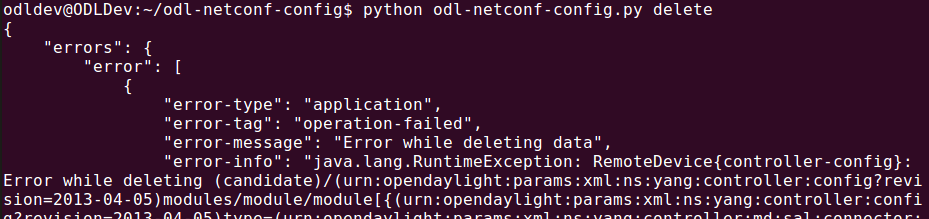 odldev@ODLDev:~/odl-netconf-config$ python odl-netconf-config.py delete
{
    "errors": {
        "error": [
            {
                "error-type": "application",
                "error-tag": "operation-failed",
                "error-message": "Error while deleting data",
                "error-info": "java.lang.RuntimeException: RemoteDevice{controller-config}:
Error while deleting (candidate)/(urn:opendaylight:params:xml:ns:yang:controller:config?revi
sion=2013-04-05)modules/module/module[{(urn:opendaylight:params:xml:ns:yang:controller:confi
g?revision=2013-04-05)type=(urn:opendaylight:params:xml:ns:yang:controller:md:sal:connector: